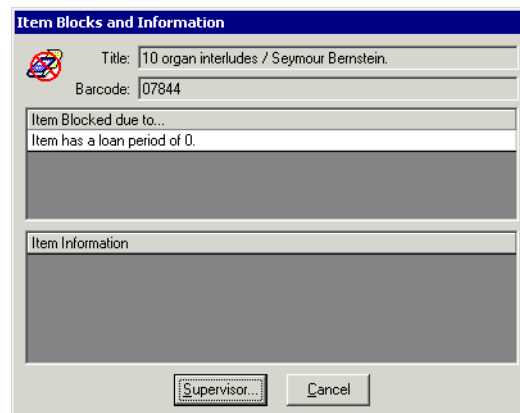 Item Blocks and Information
Title: 10 organ interludes / Seymour Bernstein.
Barcode: 07844
Item Blocked due to...
Item has a loan period of 0.
Item Information
Supervisor... Cancel